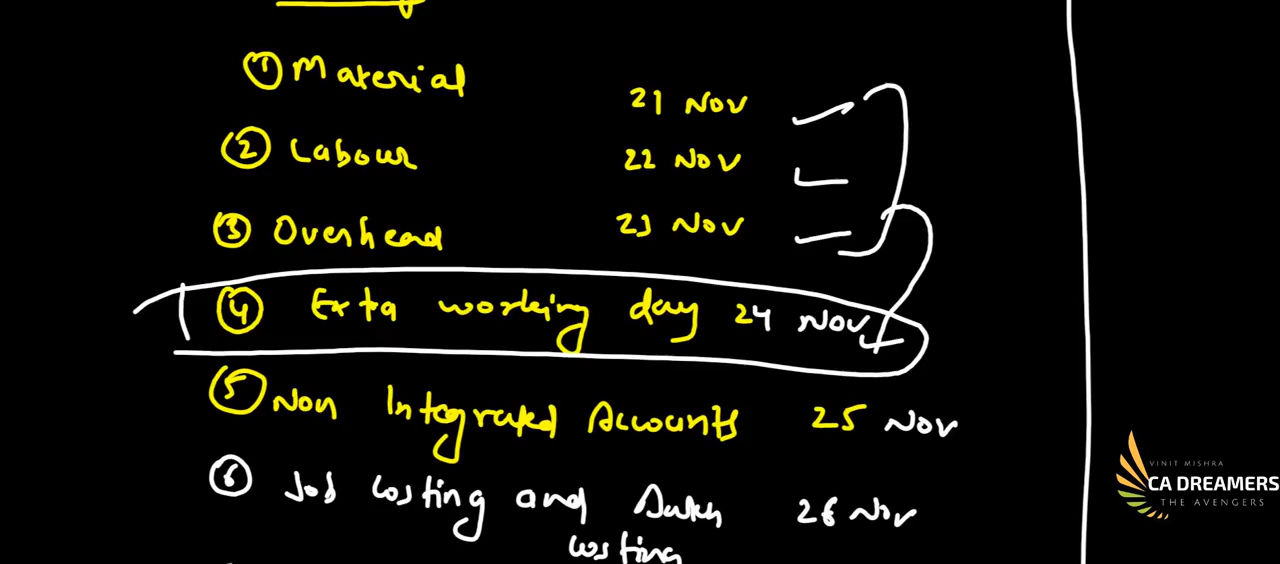 ① Material 21 Nov
② Labour 22 Nov
③ Overhead 23 Nov
④ Exta working day 24 Nov
⑤ Non Integrated Accounts 25 Nov
⑥ Job Costing and Batch 26 Nov
costing
VINIT MISHRA
CA DREAMERS
THE AVENGERS